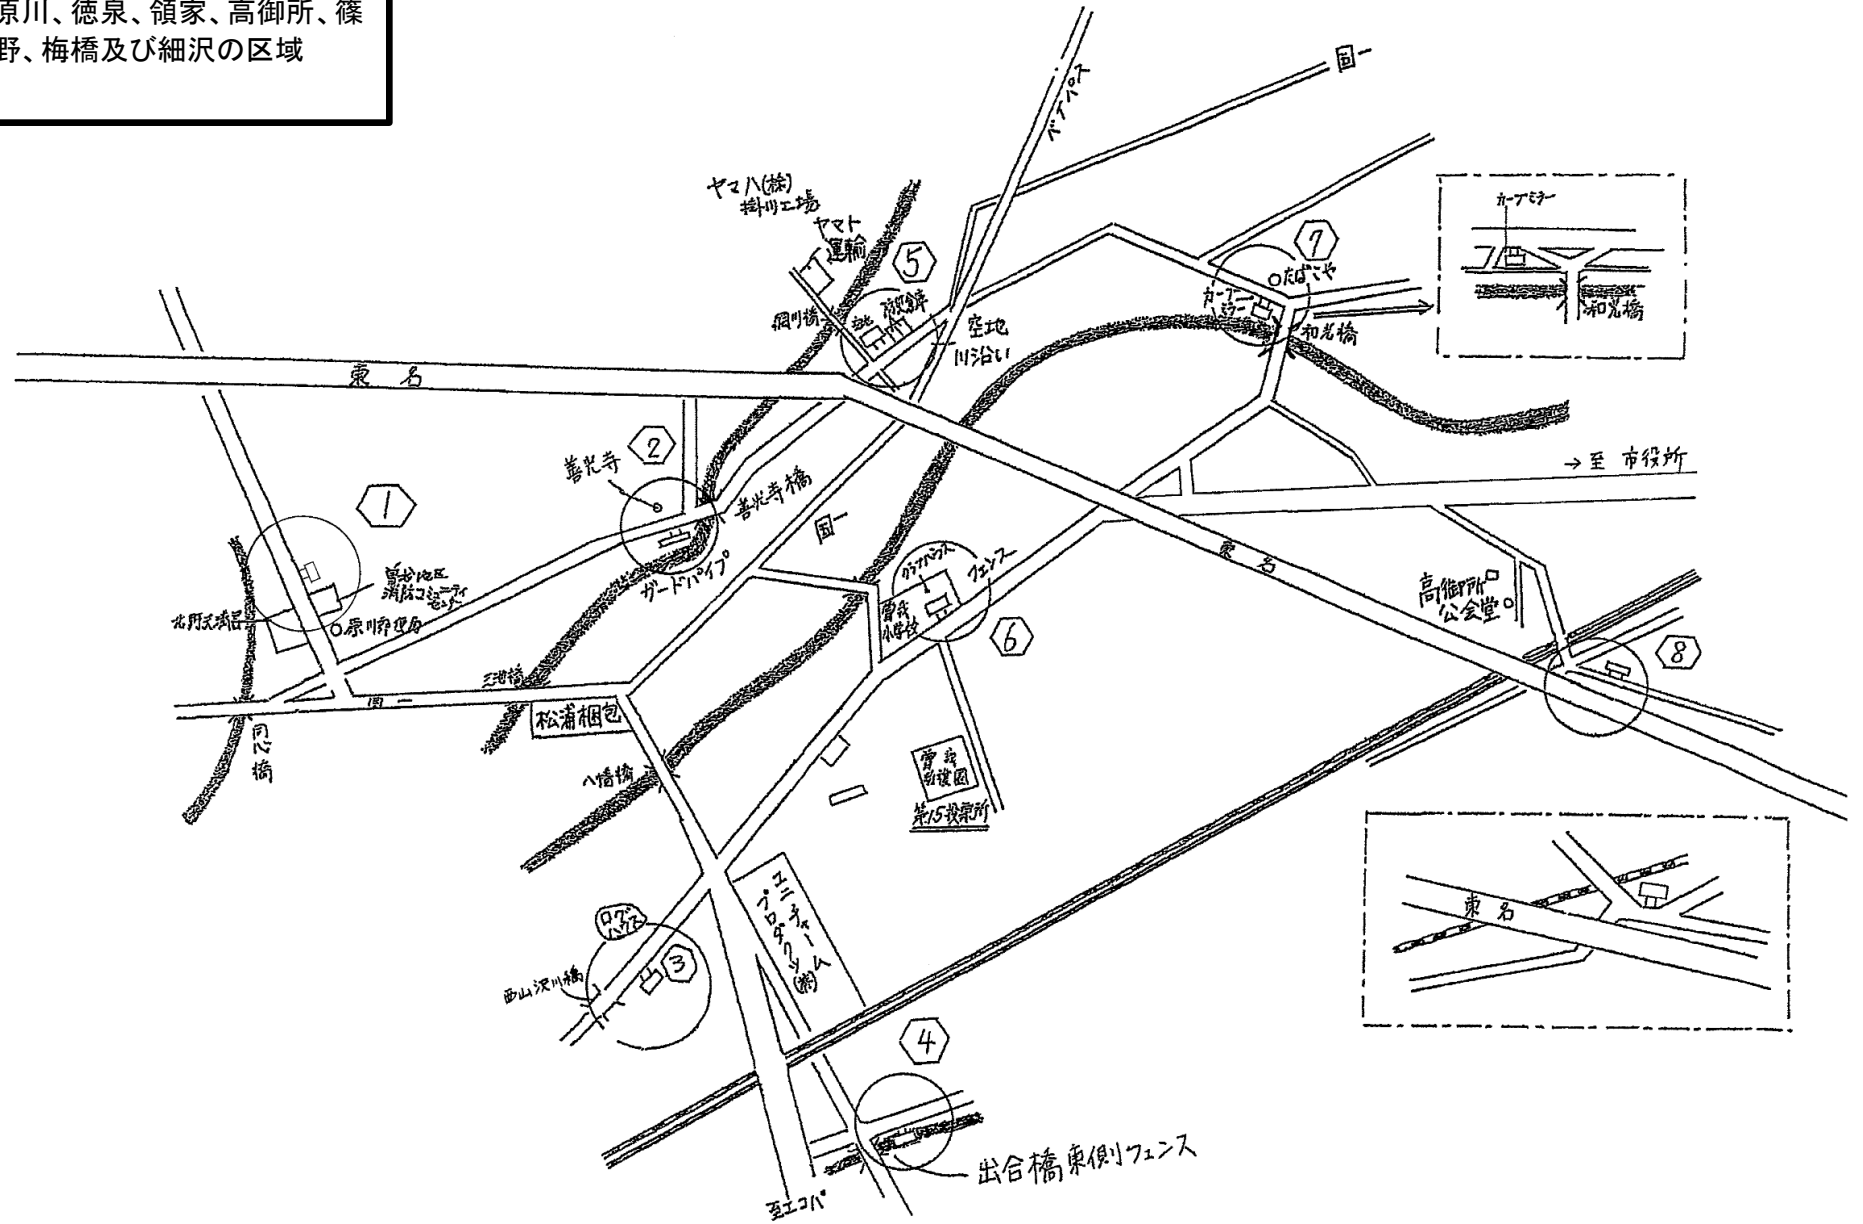 原川、徳泉、領家、高御所、篠
野、梅橋及び細沢の区域
国一
バイパス
ヤマハ(株)
掛川工場
ヤマト
運輸
カーブミラー
和光橋
⑤
⑦
たばこや
カーブ
ミラー
和光橋
空地
空地
川沿い
東名
②
善光寺
善光寺橋
→至 市役所
①
国一
ガードパイプ
フェンス
東名
曽我
小学校
高御所
公会堂
⑥
⑧
三池橋
国一
松浦梱包
同心橋
八幡橋
第15投票所
ユニ・チャーム
プロダクツ(株)
東名
ログ
ハウス
③
西山沢川橋
④
出合橋東側フェンス
至エコパ